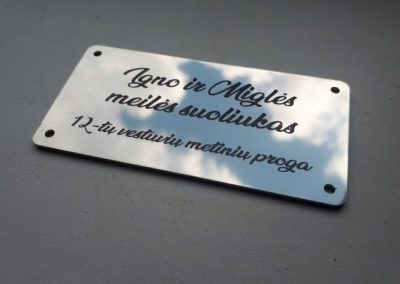 Igno ir Miglės
meilės suoliukas
12-tų vestuvių metinių proga